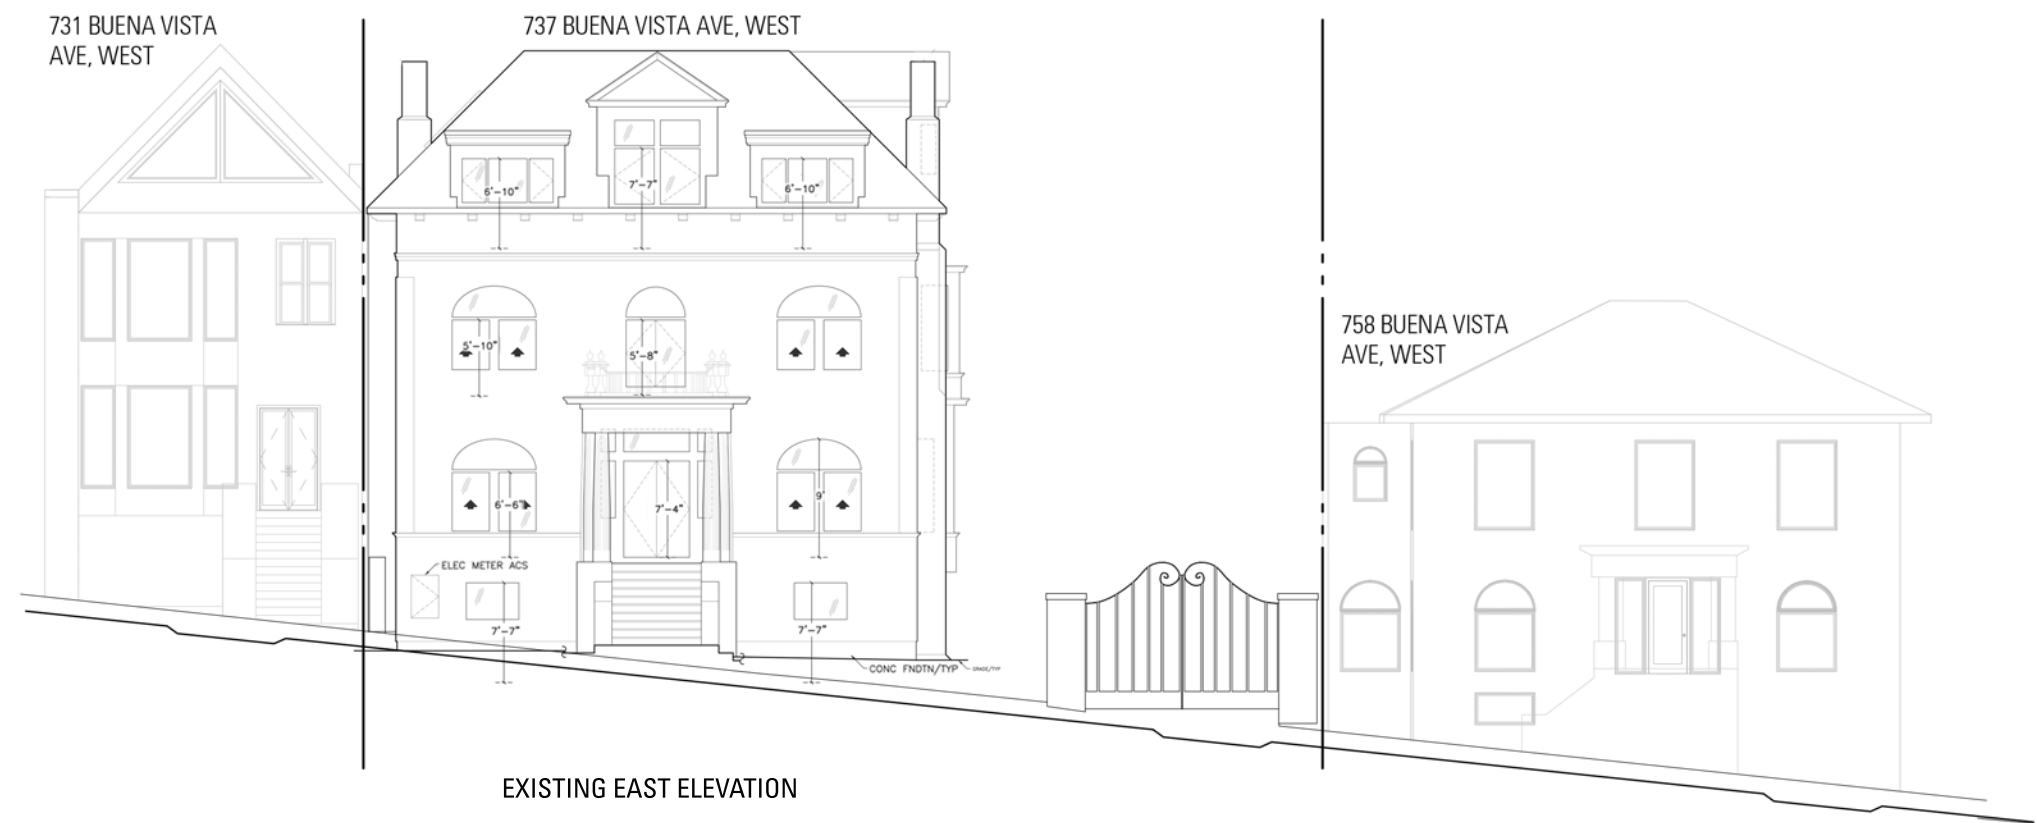 731 BUENA VISTA
AVE, WEST
737 BUENA VISTA AVE, WEST
6'-10"
7'-7"
6'-10"
5'-10"
5'-8"
758 BUENA VISTA
AVE, WEST
6'-6"
7'-4"
9'
ELEC METER ACS
7'-7"
7'-7"
CONC FNDTN/TYP
GRADE/TYP
EXISTING EAST ELEVATION